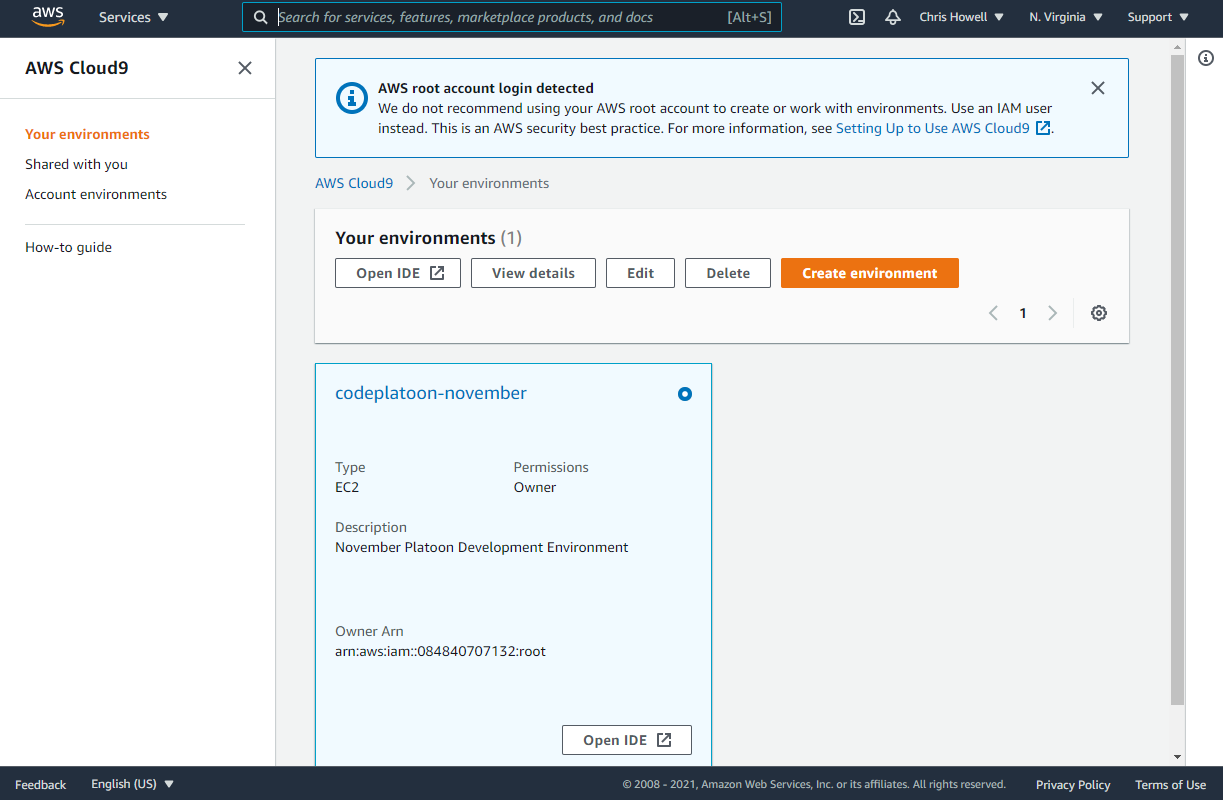 aws Services Search for services, features, marketplace products, and docs [Alt+S] Chris Howell N. Virginia Support
AWS Cloud9
Your environments
Shared with you
Account environments
How-to guide
AWS root account login detected
We do not recommend using your AWS root account to create or work with environments. Use an IAM user
instead. This is an AWS security best practice. For more information, see Setting Up to Use AWS Cloud9 .
AWS Cloud9 Your environments
Your environments (1)
Open IDE View details Edit Delete Create environment
1
codeplatoon-november
Type Permissions
EC2 Owner
Description
November Platoon Development Environment
Owner Arn
arn:aws:iam::084840707132:root
Open IDE
Feedback English (US) © 2008 - 2021, Amazon Web Services, Inc. or its affiliates. All rights reserved. Privacy Policy Terms of Use